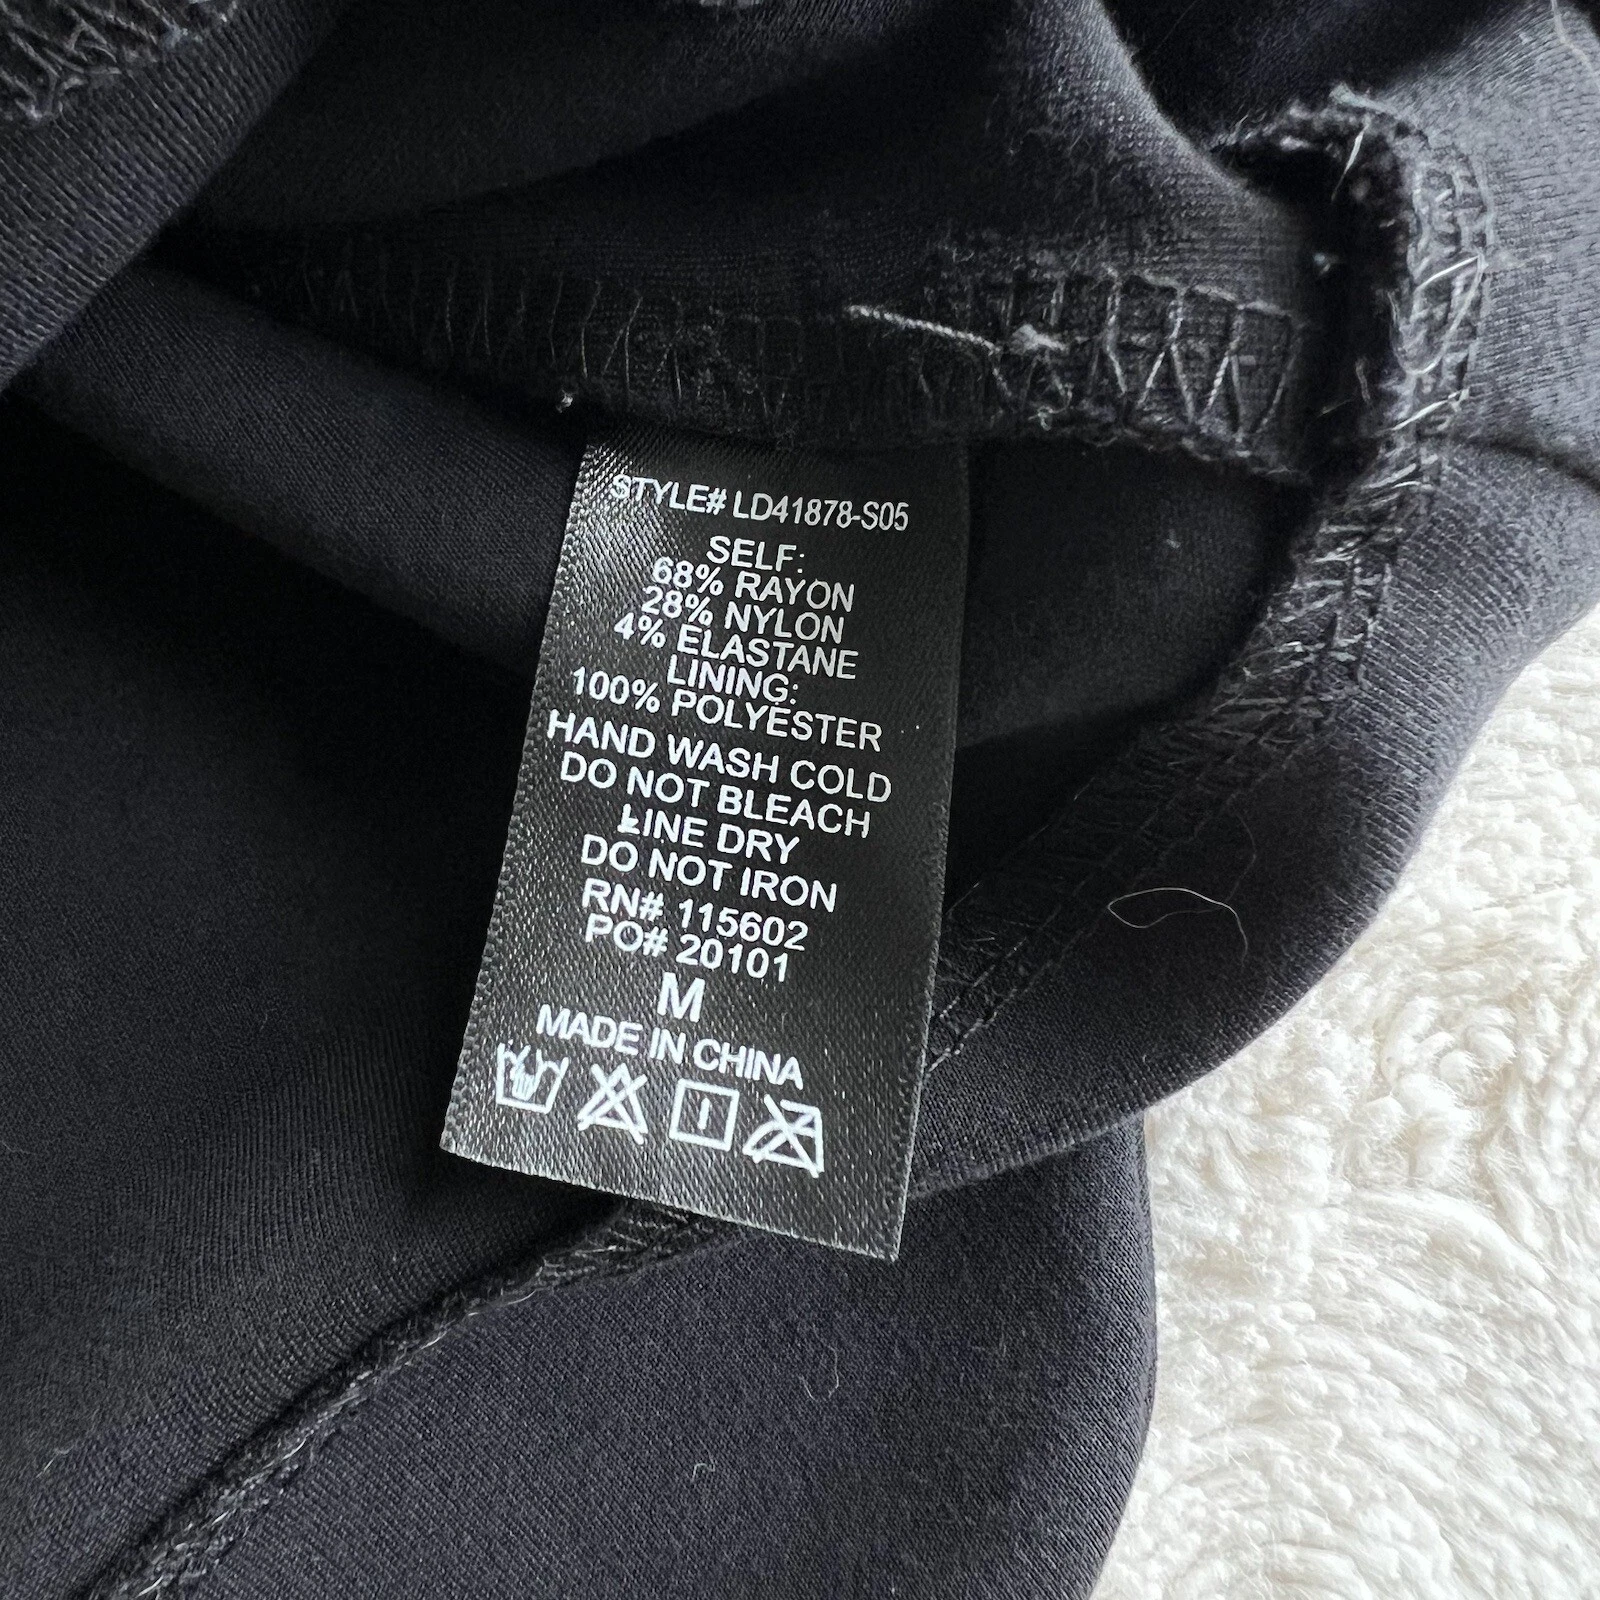 STYLE# LD41878-S05
SELF:
68% RAYON
28% NYLON
4% ELASTANE
LINING:
100% POLYESTER
HAND WASH COLD
DO NOT BLEACH
LINE DRY
DO NOT IRON
RN# 115602
PO# 20101
M
MADE IN CHINA